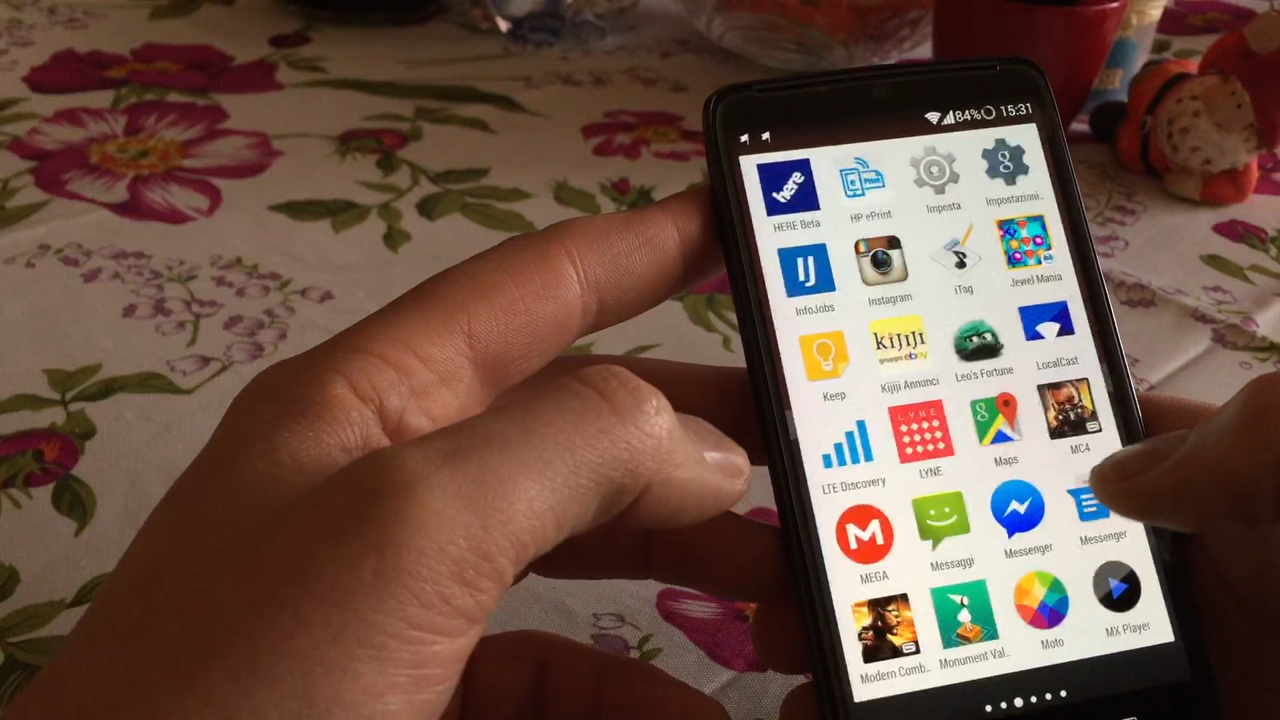 84% 15:31
here
HERE Beta
HP ePrint
Imposta
Impostazioni..
InfoJobs
Instagram
iTag
Jewel Mania
Keep
kijiji
gruppo ebay
Kijiji Annunci
Leo's Fortune
LocalCast
LTE Discovery
LYNE
LYNE
Maps
MC4
MEGA
Messaggi
Messenger
Messenger
Modern Comb..
Monument Val..
Moto
MX Player